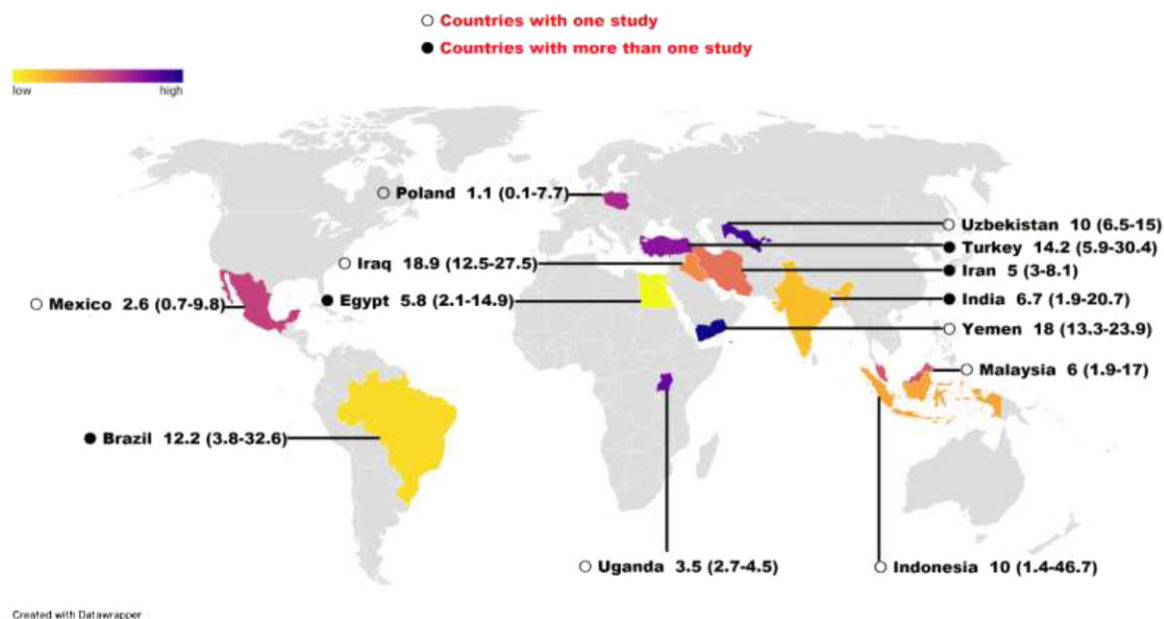 Countries with one study
Countries with more than one study
low high
Poland 1.1 (0.1-7.7)
Uzbekistan 10 (6.5-15)
Turkey 14.2 (5.9-30.4)
Iraq 18.9 (12.5-27.5)
Iran 5 (3-8.1)
Mexico 2.6 (0.7-9.8)
Egypt 5.8 (2.1-14.9)
India 6.7 (1.9-20.7)
Yemen 18 (13.3-23.9)
Malaysia 6 (1.9-17)
Brazil 12.2 (3.8-32.6)
Uganda 3.5 (2.7-4.5)
Indonesia 10 (1.4-46.7)
Created with Datawrapper